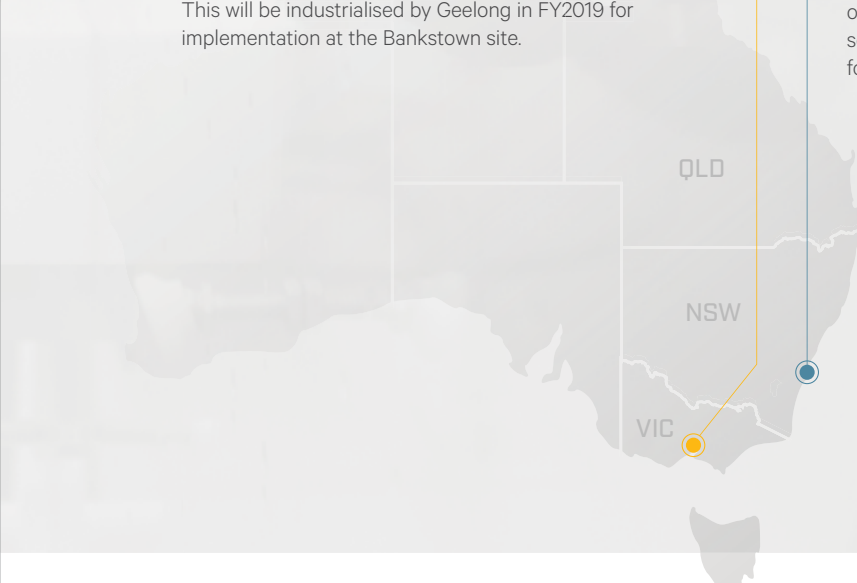 This will be industrialised by Geelong in FY2019 for
implementation at the Bankstown site.
QLD
NSW
VIC